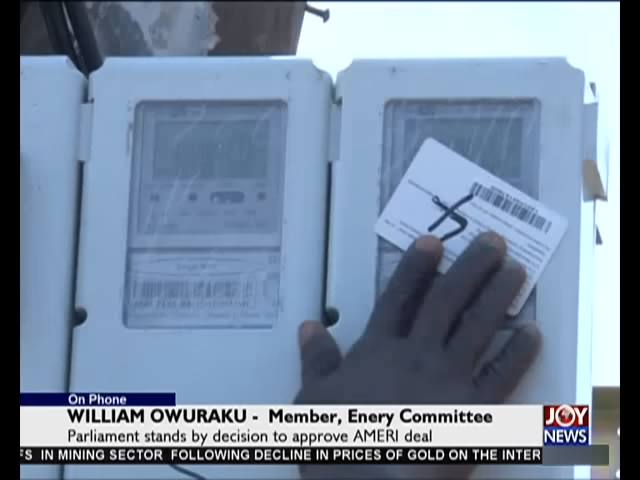 On Phone
WILLIAM OWURAKU - Member, Enery Committee
Parliament stands by decision to approve AMERI deal
JOY
NEWS
FS IN MINING SECTOR FOLLOWING DECLINE IN PRICES OF GOLD ON THE INTER